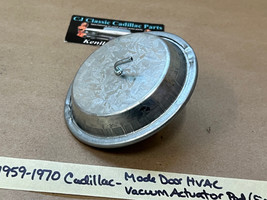 CJ Classic Cadillac Parts
1959-1970 Cadillac- Mode Door HVAC
Vacuum Actuator